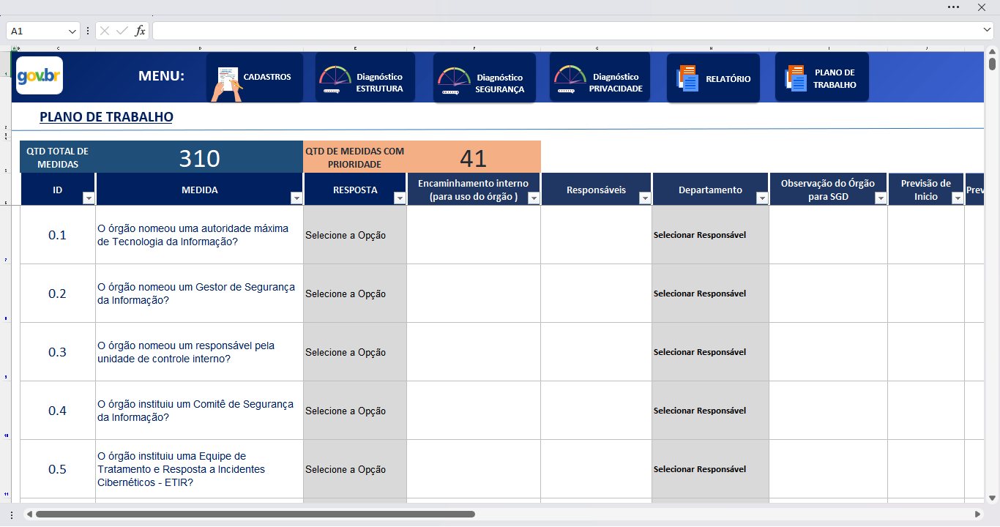 A1
fx
gov.br
MENU:
CADASTROS
Diagnóstico
ESTRUTURA
Diagnóstico
SEGURANÇA
Diagnóstico
PRIVACIDADE
RELATÓRIO
PLANO DE
TRABALHO
PLANO DE TRABALHO
QTD TOTAL DE
MEDIDAS
310
QTD DE MEDIDAS COM
PRIORIDADE
41
ID
MEDIDA
RESPOSTA
Encaminhamento interno
(para uso do órgão )
Responsáveis
Departamento
Observação do Órgão
para SGD
Previsão de
Inicio
Prev
0.1
O órgão nomeou uma autoridade máxima
de Tecnologia da Informação?
Selecione a Opção
Selecionar Responsável
0.2
O órgão nomeou um Gestor de Segurança
da Informação?
Selecione a Opção
Selecionar Responsável
0.3
O órgão nomeou um responsável pela
unidade de controle interno?
Selecione a Opção
Selecionar Responsável
0.4
O órgão instituiu um Comitê de Segurança
da Informação?
Selecione a Opção
Selecionar Responsável
0.5
O órgão instituiu uma Equipe de
Tratamento e Resposta a Incidentes
Cibernéticos - ETIR?
Selecione a Opção
Selecionar Responsável